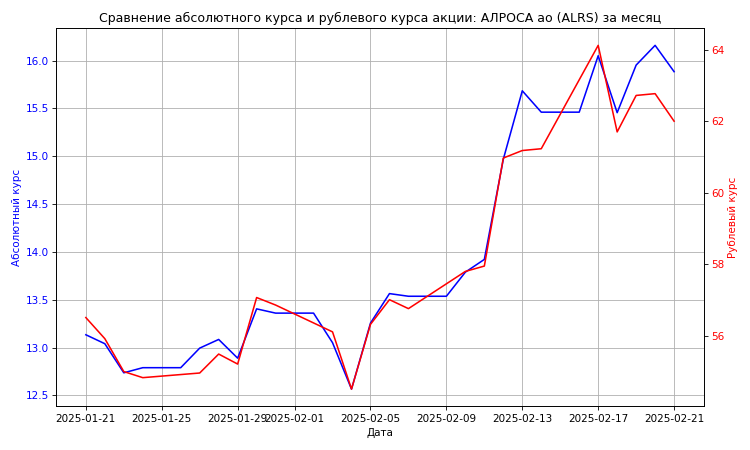 Сравнение абсолютного курса и рублевого курса акции: АЛРОСА ао (ALRS) за месяц
16.0
15.5
15.0
14.5
14.0
13.5
13.0
12.5
Абсолютный курс
64
62
60
58
56
Рублевый курс
2025-01-21 2025-01-25 2025-01-29 2025-02-01 2025-02-05 2025-02-09 2025-02-13 2025-02-17 2025-02-21
Дата